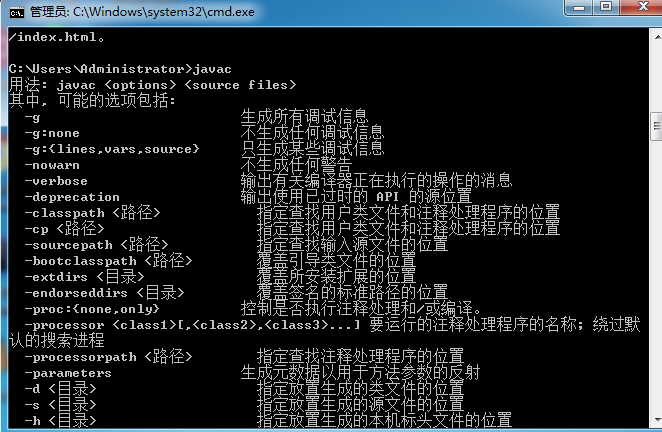 管理员: C:\Windows\system32\cmd.exe
/index.html。
C:\Users\Administrator>javac
用法: javac <options> <source files>
其中, 可能的选项包括:
-g 生成所有调试信息
-g:none 不生成任何调试信息
-g:{lines,vars,source} 只生成某些调试信息
-nowarn 不生成任何警告
-verbose 输出有关编译器正在执行的操作的消息
-deprecation 输出使用已过时的 API 的源位置
-classpath <路径> 指定查找用户类文件和注释处理程序的位置
-cp <路径> 指定查找用户类文件和注释处理程序的位置
-sourcepath <路径> 指定查找输入源文件的位置
-bootclasspath <路径> 覆盖引导类文件的位置
-extdirs <目录> 覆盖所安装扩展的位置
-endorseddirs <目录> 覆盖签名的标准路径的位置
-proc:{none,only} 控制是否执行注释处理和/或编译。
-processor <class1>[,<class2>,<class3>...] 要运行的注释处理程序的名称; 绕过默
认的搜索进程
-processorpath <路径> 指定查找注释处理程序的位置
-parameters 生成元数据以用于方法参数的反射
-d <目录> 指定放置生成的类文件的位置
-s <目录> 指定放置生成的源文件的位置
-h <目录> 指定放置生成的本机标头文件的位置